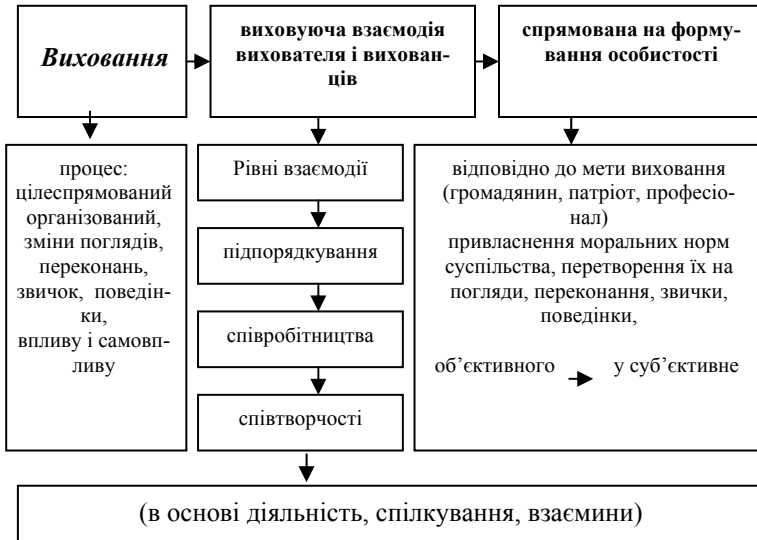 Виховання
виховуюча взаємодія
вихователя і вихован-
ців
спрямована на форму-
вання особистості
процес:
цілеспрямований
організований,
зміни поглядів,
переконань,
звичок, поведін-
ки,
впливу і самовп-
ливу
Рівні взаємодії
підпорядкування
співробітництва
співтворчості
відповідно до мети виховання
(громадянин, патріот, професіо-
нал)
привласнення моральних норм
суспільства, перетворення їх на
погляди, переконання, звички,
поведінки,
об’єктивного у суб’єктивне
(в основі діяльність, спілкування, взаємини)